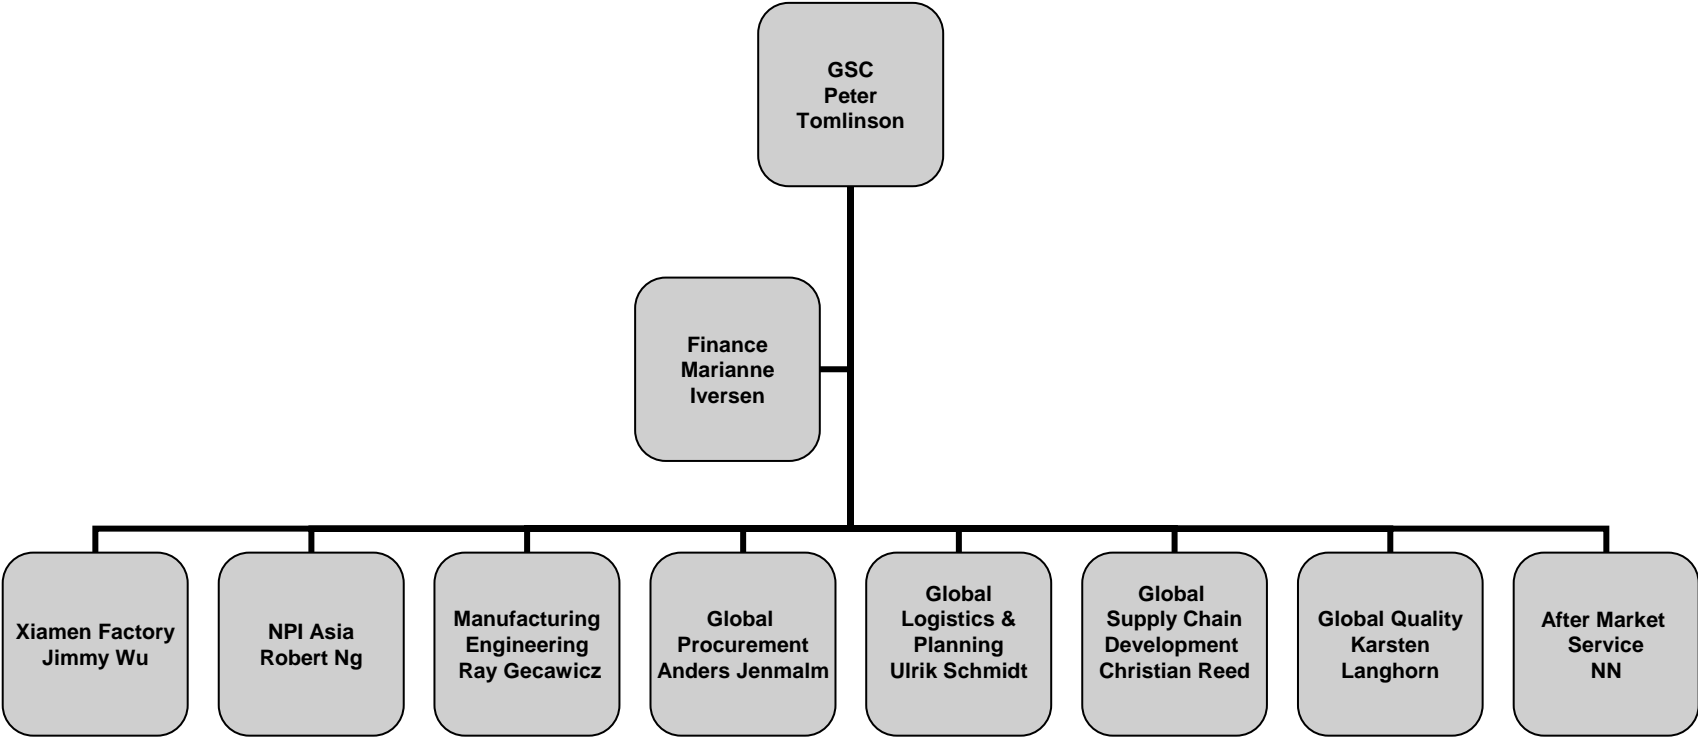 GSC
Peter
Tomlinson
Finance
Marianne
Iversen
Xiamen Factory
Jimmy Wu
NPI Asia
Robert Ng
Manufacturing
Engineering
Ray Gecawicz
Global
Procurement
Anders Jenmalm
Global
Logistics &
Planning
Ulrik Schmidt
Global
Supply Chain
Development
Christian Reed
Global Quality
Karsten
Langhorn
After Market
Service
NN